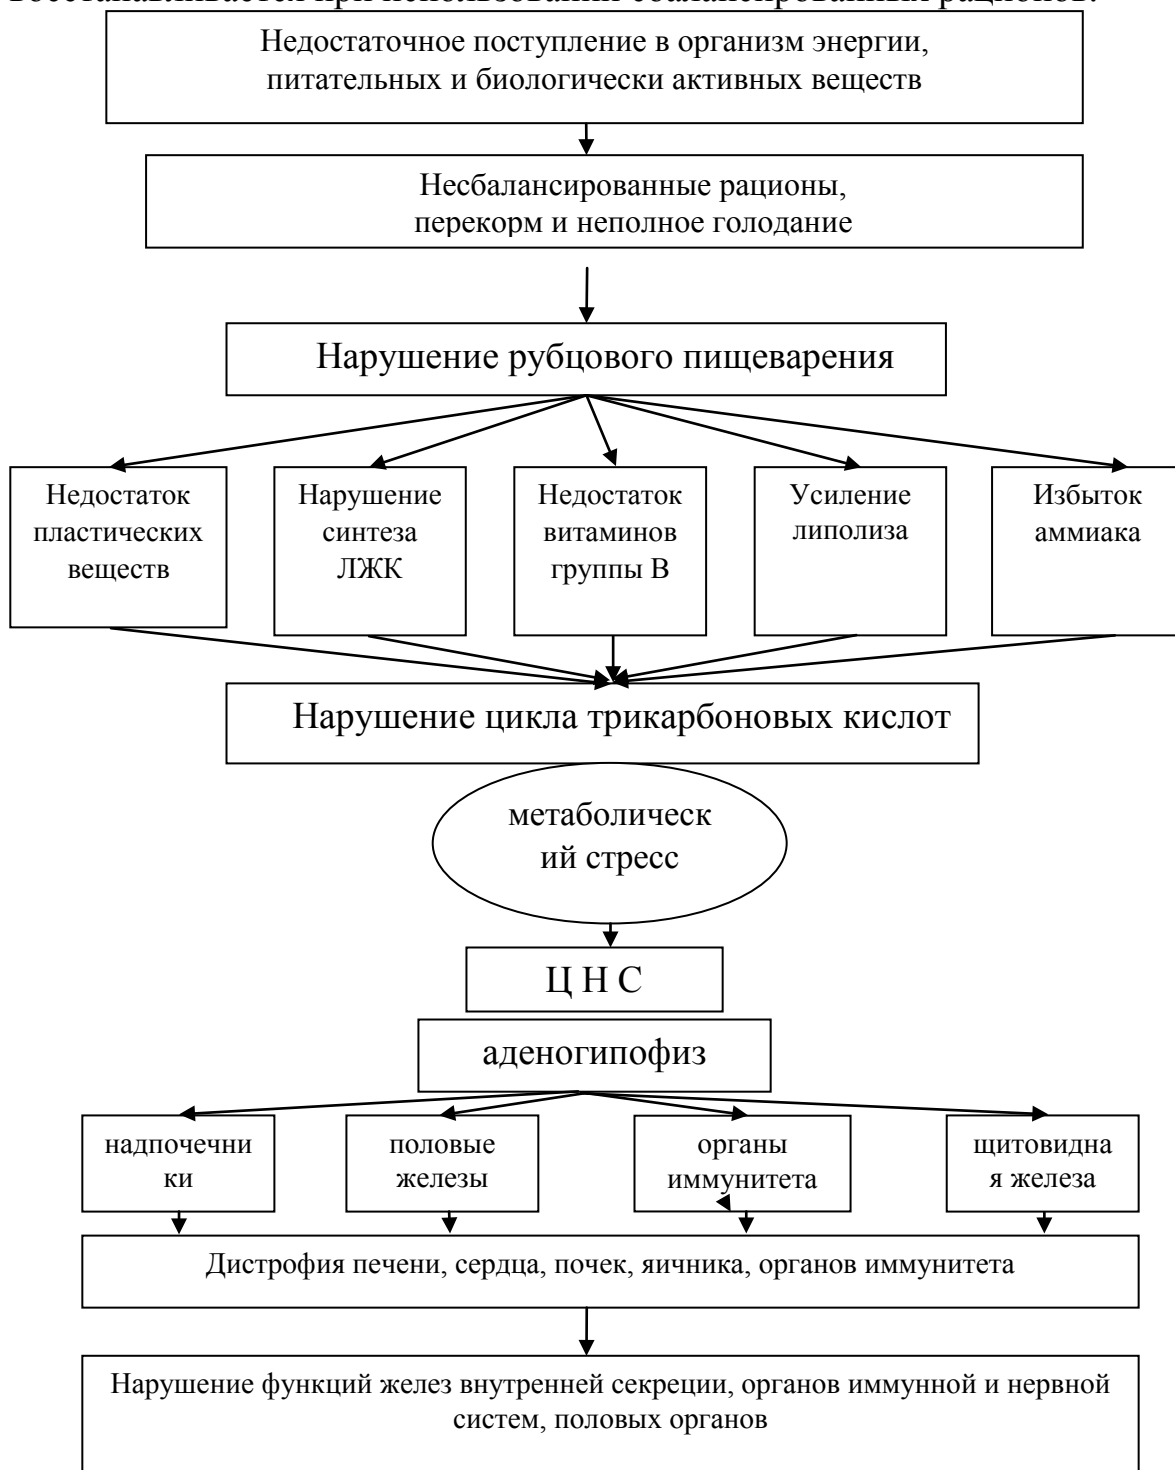 восстанавливается при использовании сбалансированных рационов.
Недостаточное поступление в организм энергии,
питательных и биологически активных веществ
Несбалансированные рационы,
перекорм и неполное голодание
Нарушение рубцового пищеварения
Недостаток
пластических
веществ
Нарушение
синтеза
ЛЖК
Недостаток
витаминов
группы В
Усиление
липолиза
Избыток
аммиака
Нарушение цикла трикарбоновых кислот
метаболическ
ий стресс
Ц Н С
аденогипофиз
надпочечни
ки
половые
железы
органы
иммунитета
щитовидна
я железа
Дистрофия печени, сердца, почек, яичника, органов иммунитета
Нарушение функций желез внутренней секреции, органов иммунной и нервной
систем, половых органов